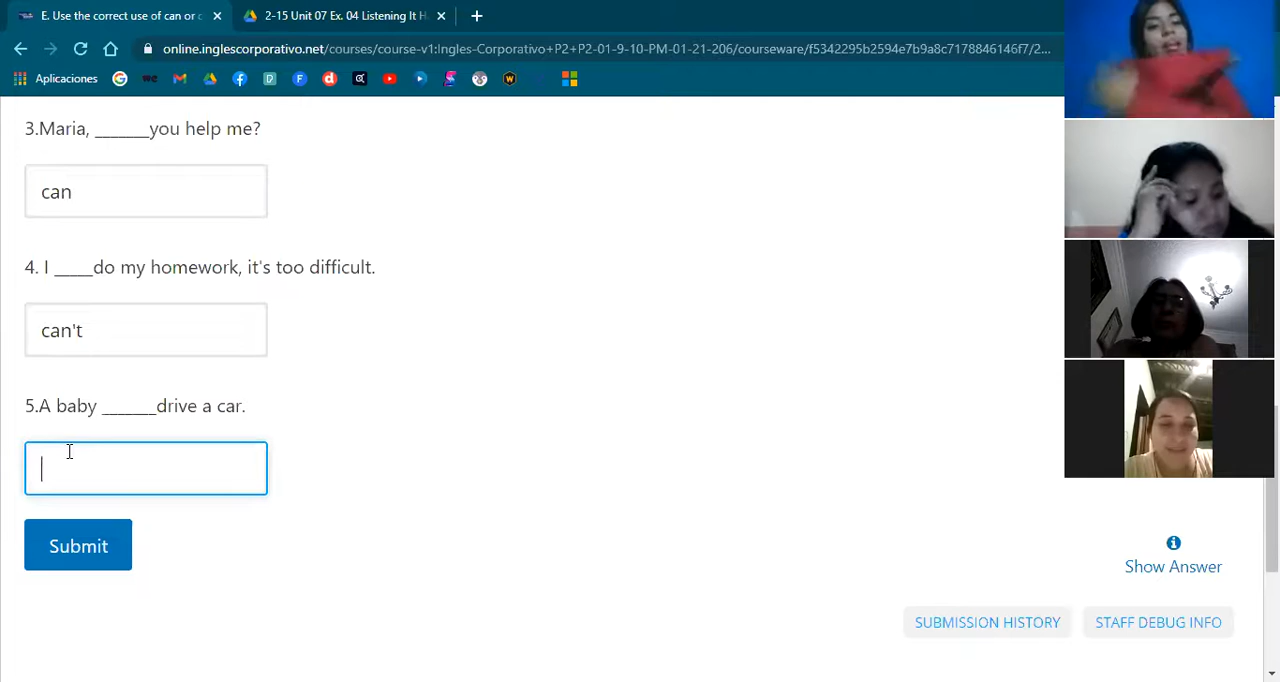 E. Use the correct use of can or c
2-15 Unit 07 Ex. 04 Listening It H
online.inglescorporativo.net/courses/course-v1:Ingles-Corporativo+P2+P2-01-9-10-PM-01-21-206/courseware/f5342295b2594e7b9a8c7178846146f7/2...
Aplicaciones
3.Maria, _______you help me?
can
4. I _____do my homework, it's too difficult.
can't
5.A baby _______drive a car.
Submit
Show Answer
SUBMISSION HISTORY
STAFF DEBUG INFO